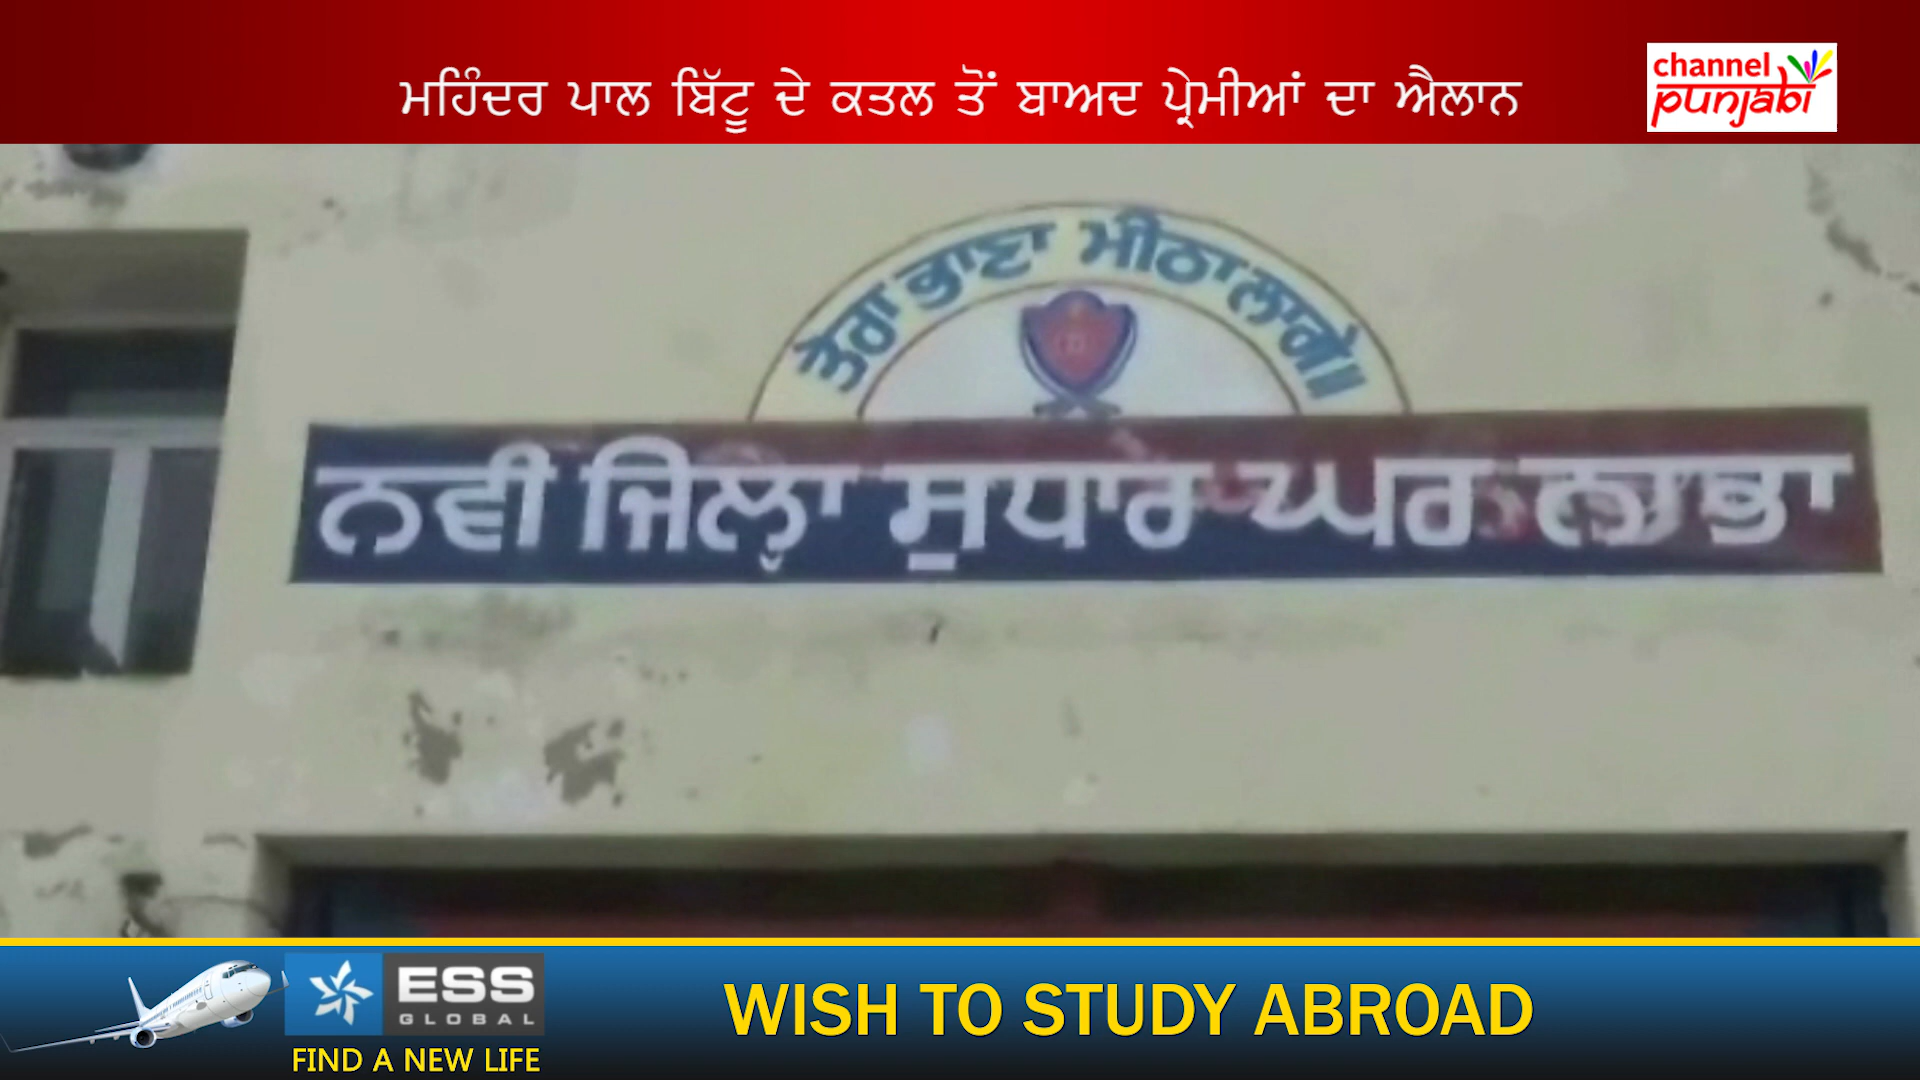 ਮਹਿੰਦਰ ਪਾਲ ਬਿੱਟੂ ਦੇ ਕਤਲ ਤੋਂ ਬਾਅਦ ਪ੍ਰੇਮੀਆਂ ਦਾ ਐਲਾਨ
channel
punjabi
ਤੇਰਾ ਭਾਣਾ ਮੀਠਾ ਲਾਗੇ॥
ਨਵੀ ਜਿਲ੍ਹਾ ਸੁਧਾਰ ਘਰ ਨਾਭਾ
ESS
GLOBAL
FIND A NEW LIFE
WISH TO STUDY ABROAD